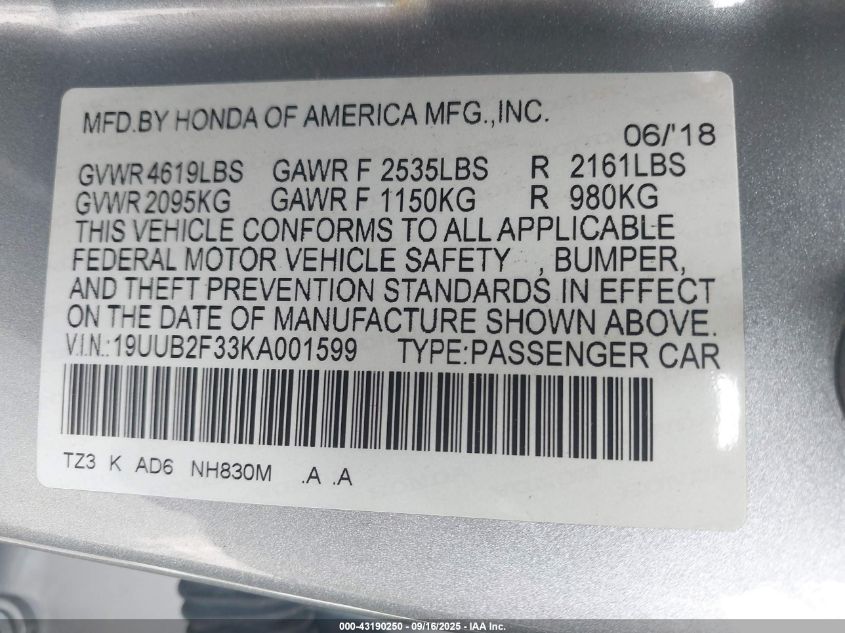 MFD.BY HONDA OF AMERICA MFG.,INC.
06/'18
GVWR 4619LBS GAWR F 2535LBS R 2161LBS
GVWR 2095KG GAWR F 1150KG R 980KG
THIS VEHICLE CONFORMS TO ALL APPLICABLE
FEDERAL MOTOR VEHICLE SAFETY , BUMPER,
AND THEFT PREVENTION STANDARDS IN EFFECT
ON THE DATE OF MANUFACTURE SHOWN ABOVE.
V.I.N.:19UUB2F33KA001599 TYPE:PASSENGER CAR
TZ3 K AD6 NH830M .A .A
000-43190250 - 09/16/2025 - IAA Inc.